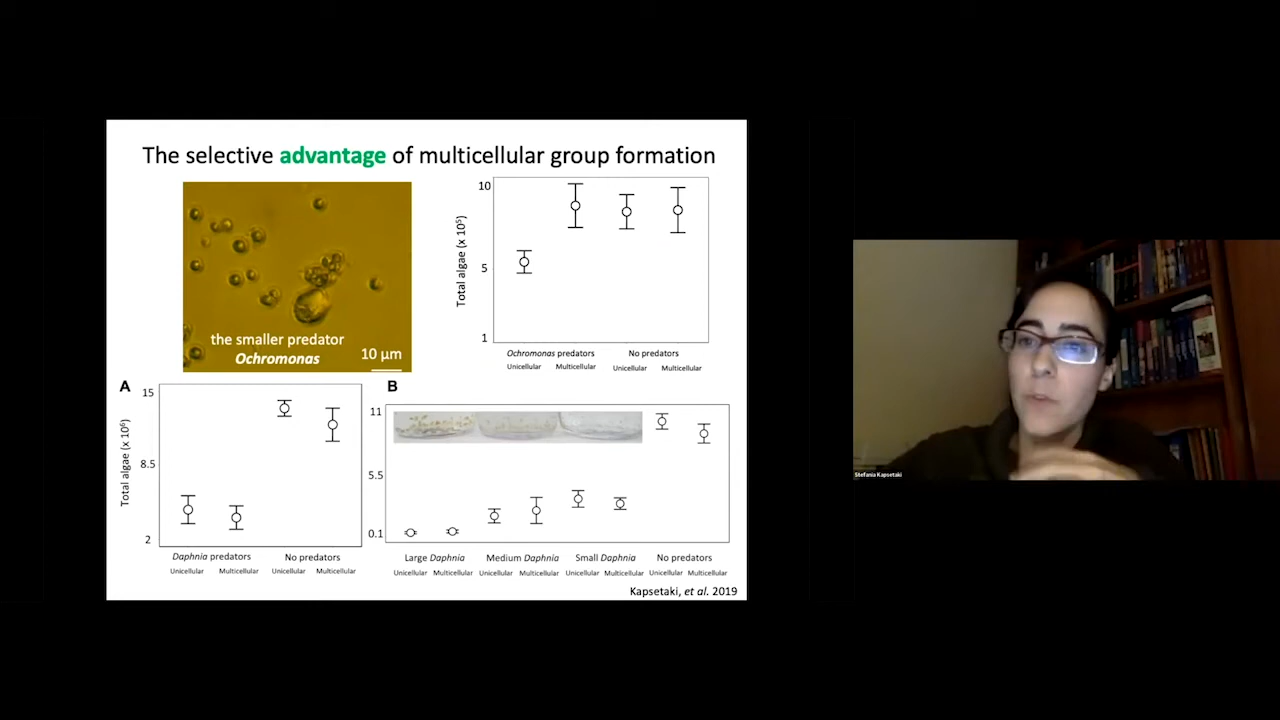 The selective advantage of multicellular group formation
the smaller predator
Ochromonas
10 µm
Total algae (x 10⁵)
10
5
1
Ochromonas predators
No predators
Unicellular
Multicellular
Unicellular
Multicellular
A
Total algae (x 10⁶)
15
8.5
2
Daphnia predators
No predators
Unicellular
Multicellular
Unicellular
Multicellular
B
11
5.5
0.1
Large Daphnia
Medium Daphnia
Small Daphnia
No predators
Unicellular
Multicellular
Unicellular
Multicellular
Unicellular
Multicellular
Unicellular
Multicellular
Kapsetaki, et al. 2019
Stefania Kapsetaki